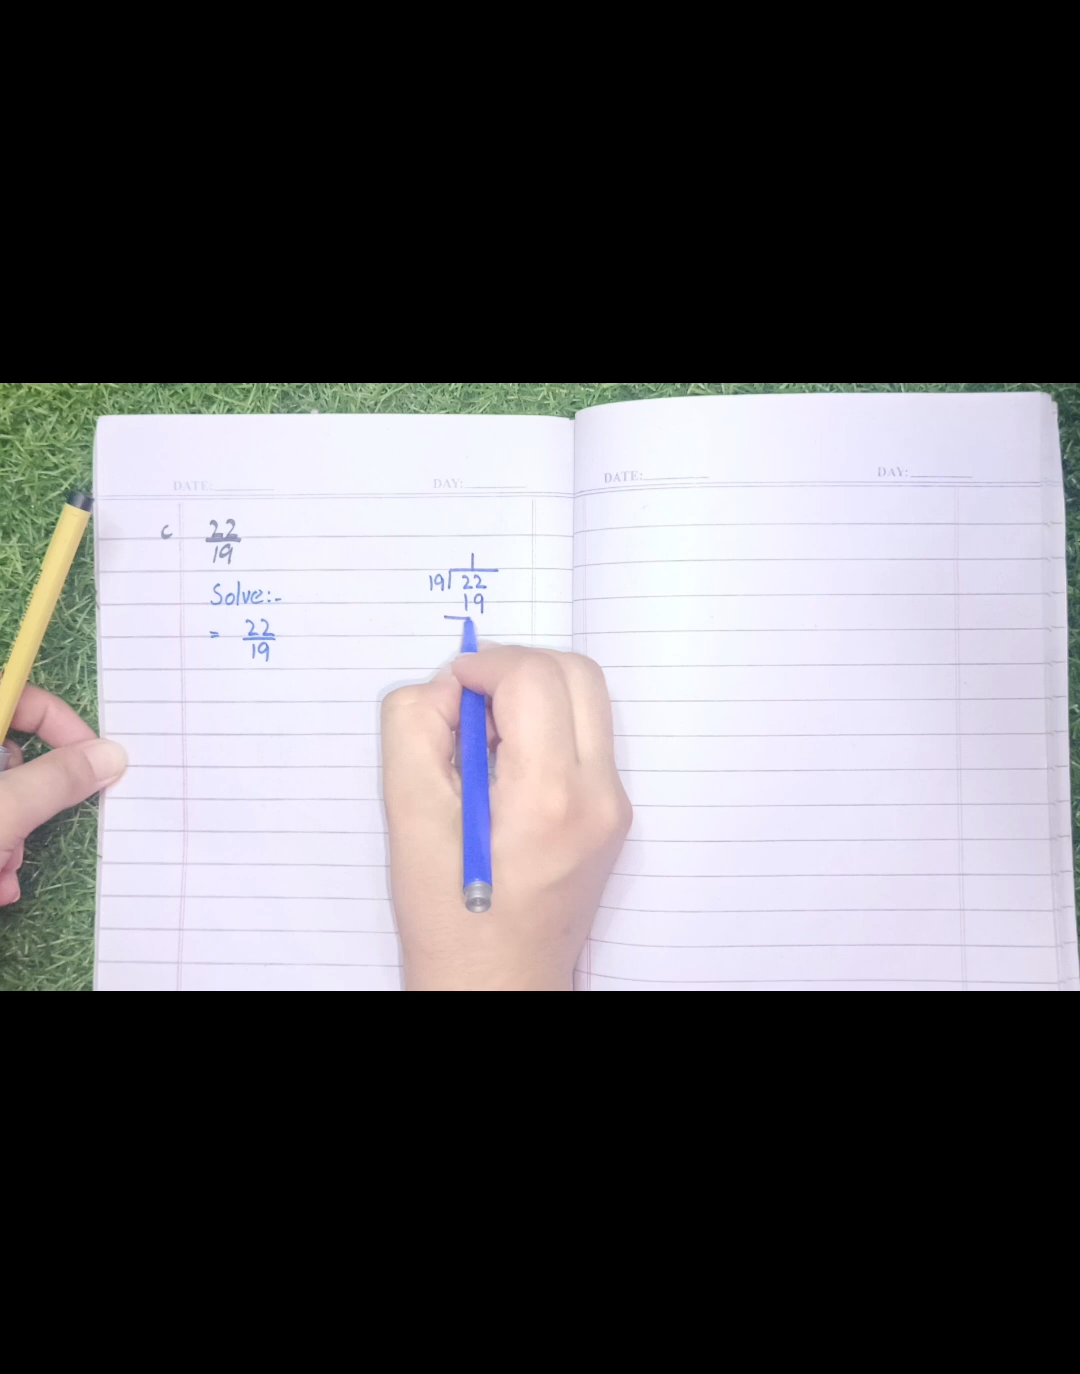 DATE:
DAY:
c 22
19
Solve:-
= 22
19
1
19 22
19
DATE:
DAY: